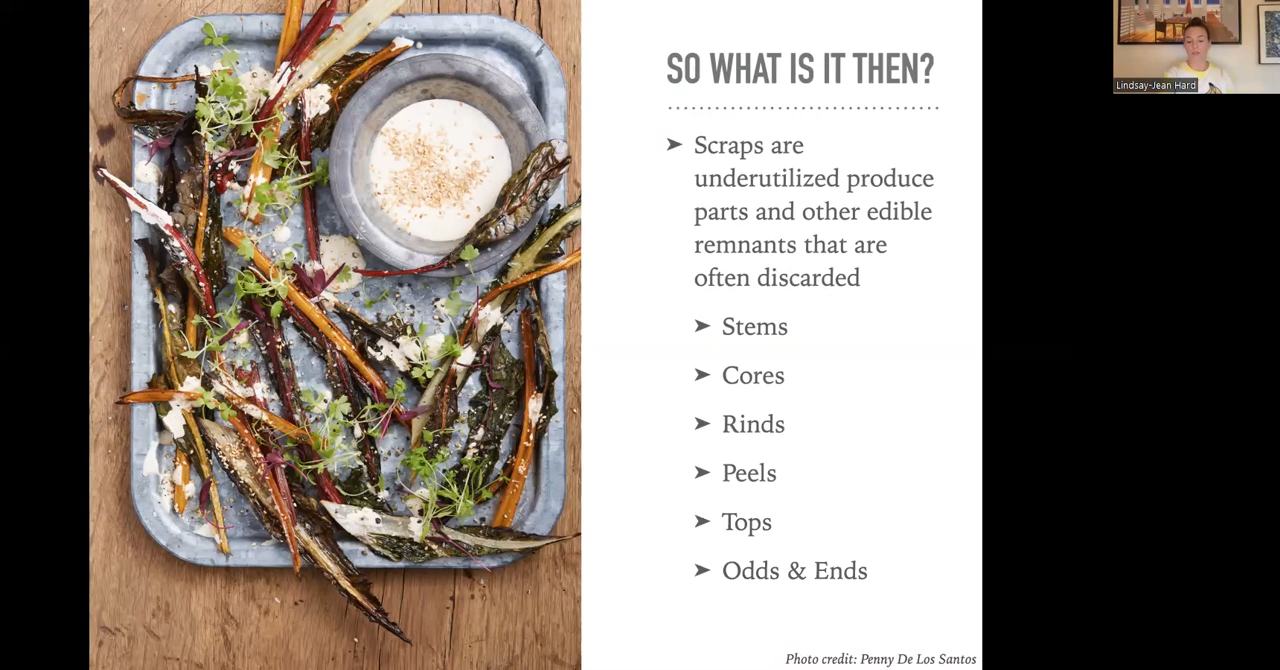 SO WHAT IS IT THEN?
➤ Scraps are
underutilized produce
parts and other edible
remnants that are
often discarded
➤ Stems
➤ Cores
➤ Rinds
➤ Peels
➤ Tops
➤ Odds & Ends
Photo credit: Penny De Los Santos
Lindsay-Jean Hard